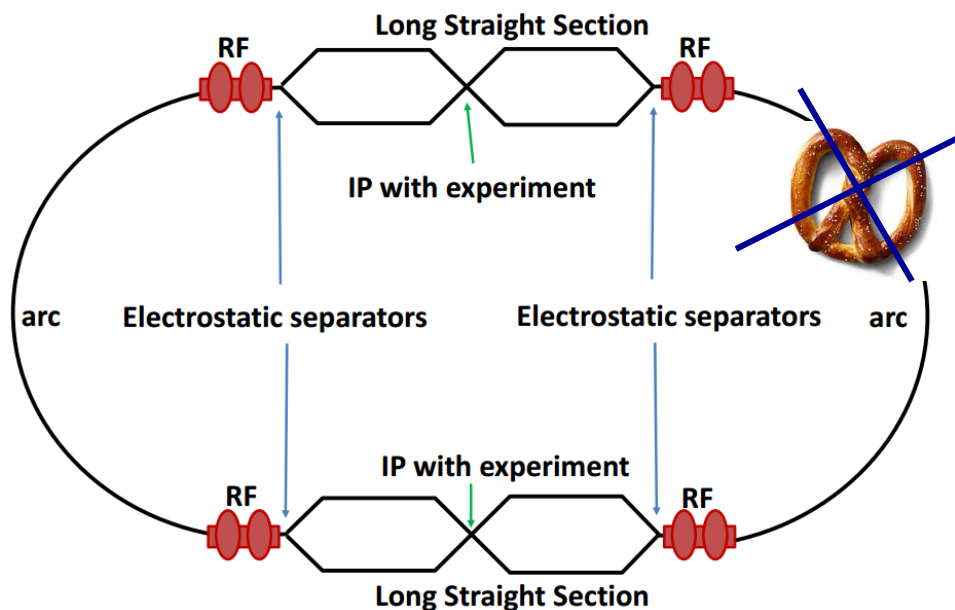 Long Straight Section
RF
RF
IP with experiment
arc
Electrostatic separators
Electrostatic separators
arc
IP with experiment
RF
RF
Long Straight Section